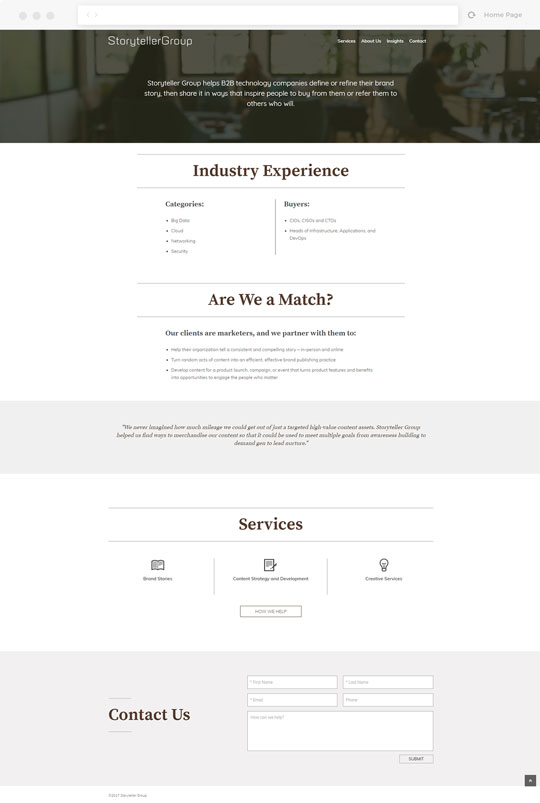 Home Page
StorytellerGroup
Services About Us Insights Contact
Storyteller Group helps B2B technology companies define or refine their brand
story, then share it in ways that inspire people to buy from them or refer them to
others who will.
Industry Experience
Categories:
Big Data
Cloud
Networking
Security
Buyers:
CIOs, CISOs and CTOs
Heads of Infrastructure, Applications, and
DevOps
Are We a Match?
Our clients are marketers, and we partner with them to:
Help their organization tell a consistent and compelling story – in-person and online
Turn random acts of content into an efficient, effective brand publishing practice
Develop content for a product launch, campaign, or event that turns product features and benefits
into opportunities to engage the people who matter
"We never imagined how much mileage we could get out of just a targeted high-value content assets. Storyteller Group
helped us find ways to merchandise our content so that it could be used to meet multiple goals from awareness building to
demand gen to lead nurture."
Services
Brand Stories
Content Strategy and Development
Creative Services
HOW WE HELP
Contact Us
* First Name
* Last Name
* Email
Phone
How can we help?
SUBMIT
©2017 Storyteller Group